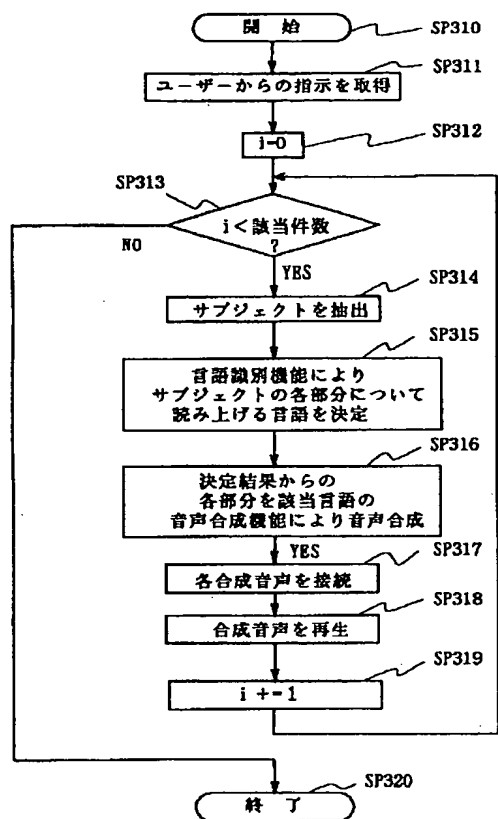 開始
SP310
SP311
ユーザーからの指示を取得
SP312
i=0
SP313
i<該当件数
?
NO
YES
SP314
サブジェクトを抽出
SP315
言語識別機能により
サブジェクトの各部分について
読み上げる言語を決定
SP316
決定結果からの
各部分を該当言語の
音声合成機能により音声合成
YES
SP317
各合成音声を接続
SP318
合成音声を再生
SP319
i +=1
SP320
終了